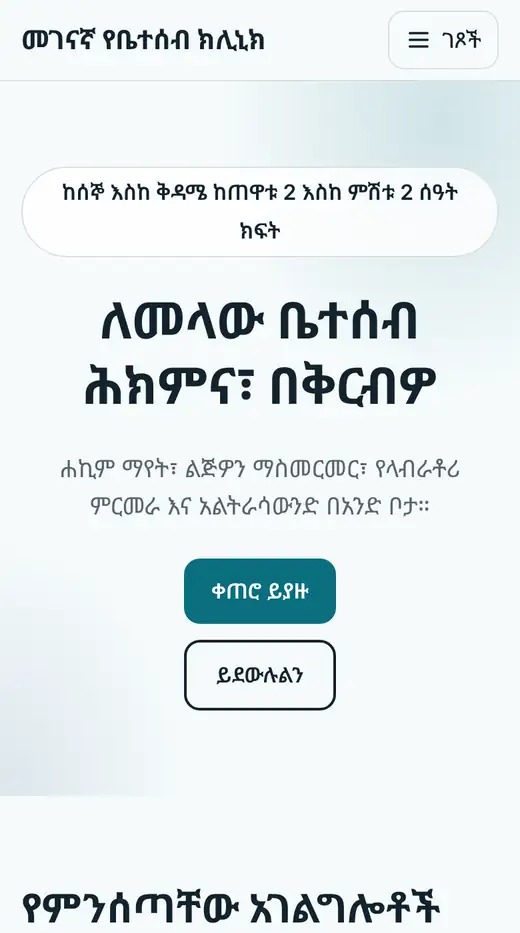 መገናኛ የቤተሰብ ክሊኒክ
ገጾች
ከሰኞ እስከ ቅዳሜ ከጠዋቱ 2 እስከ ምሽቱ 2 ሰዓት
ክፍት
ለመላው ቤተሰብ
ሕክምና፣ በቅርብዎ
ሐኪም ማየት፣ ልጅዎን ማስመርመር፣ የላብራቶሪ
ምርመራ እና አልትራሳውንድ በአንድ ቦታ።
ቀጠሮ ይያዙ
ይደውሉልን
የምንሰጣቸው አገልግሎቶች